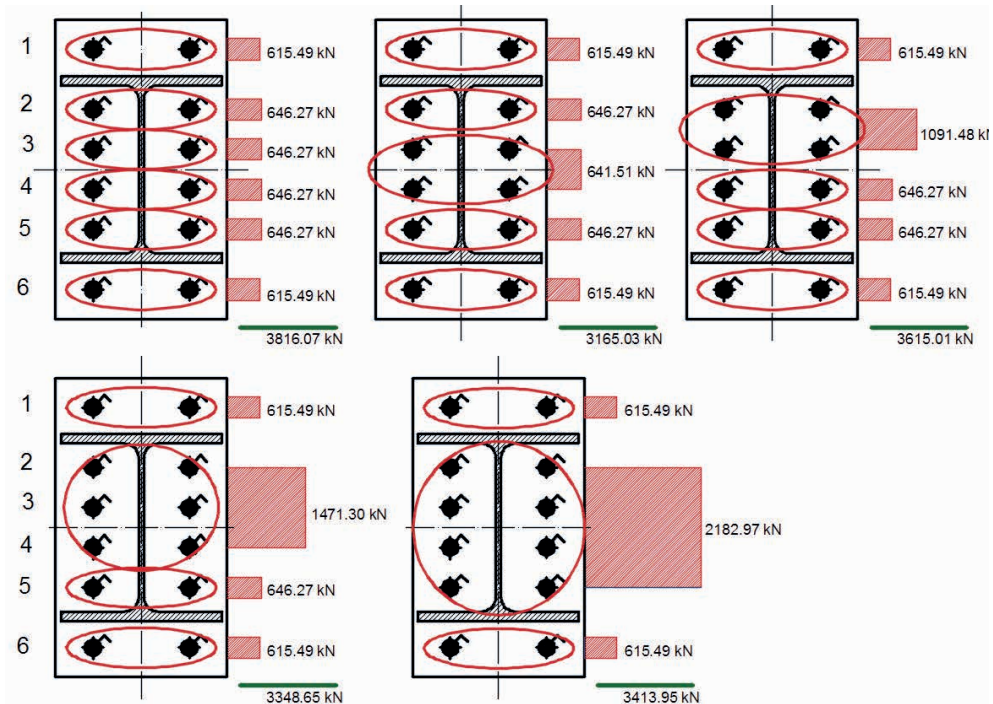 1
615.49 kN
2
646.27 kN
3
646.27 kN
4
646.27 kN
5
646.27 kN
6
615.49 kN
3816.07 kN
615.49 kN
646.27 kN
641.51 kN
646.27 kN
615.49 kN
3165.03 kN
615.49 kN
1091.48 kN
646.27 kN
646.27 kN
615.49 kN
3615.01 kN
1
615.49 kN
2
3
1471.30 kN
4
5
646.27 kN
6
615.49 kN
3348.65 kN
615.49 kN
2182.97 kN
615.49 kN
3413.95 kN